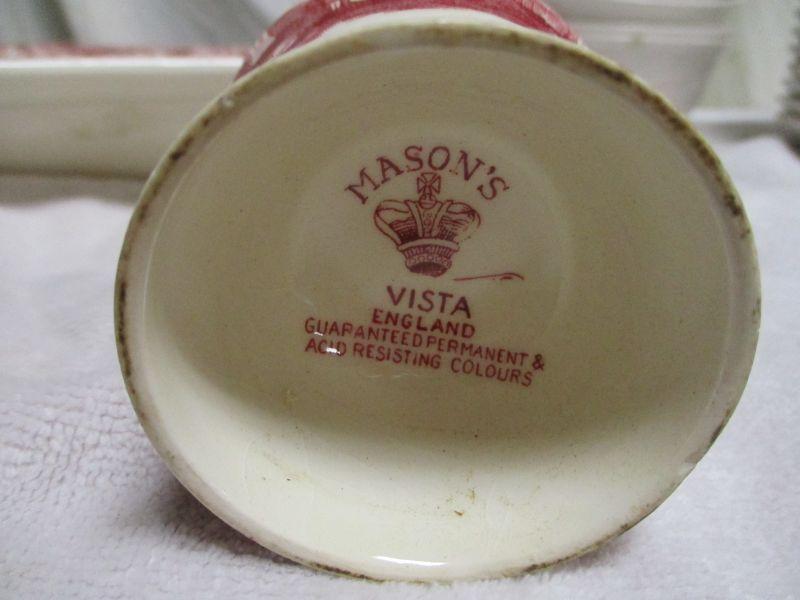 MASON'S
VISTA
ENGLAND
GUARANTEED PERMANENT &
ACID RESISTING COLOURS